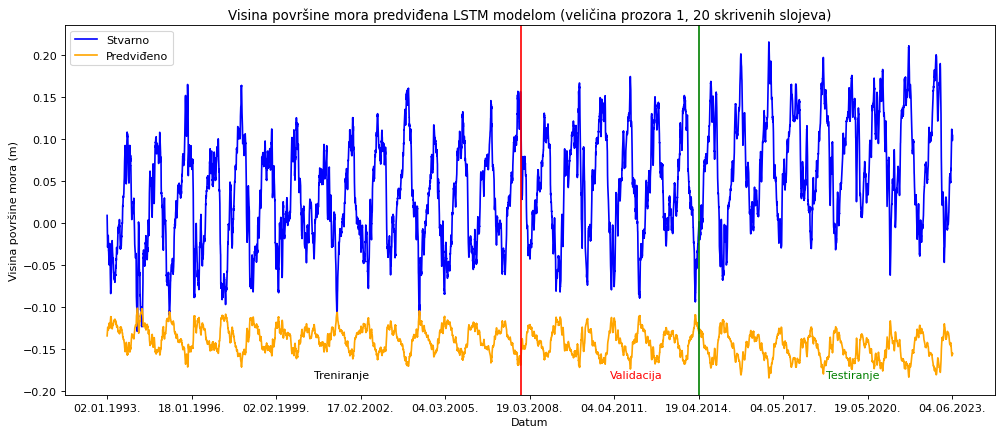 Visina površine mora predviđena LSTM modelom (veličina prozora 1, 20 skrivenih slojeva)
Stvarno
Predviđeno
0.20
0.15
0.10
0.05
0.00
−0.05
−0.10
−0.15
−0.20
Visina površine mora (m)
Treniranje
Validacija
Testiranje
02.01.1993.
18.01.1996.
02.02.1999.
17.02.2002.
04.03.2005.
19.03.2008.
04.04.2011.
19.04.2014.
04.05.2017.
19.05.2020.
04.06.2023.
Datum